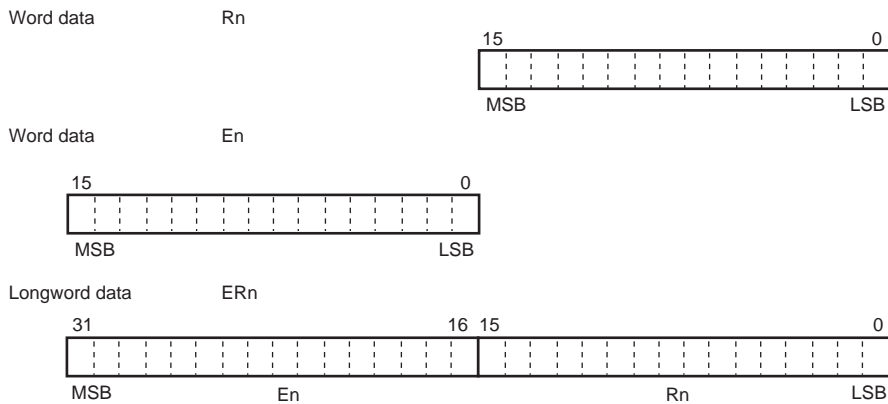 Word data Rn
15 0
MSB LSB
Word data En
15 0
MSB LSB
Longword data ERn
31 16 15 0
MSB En Rn LSB